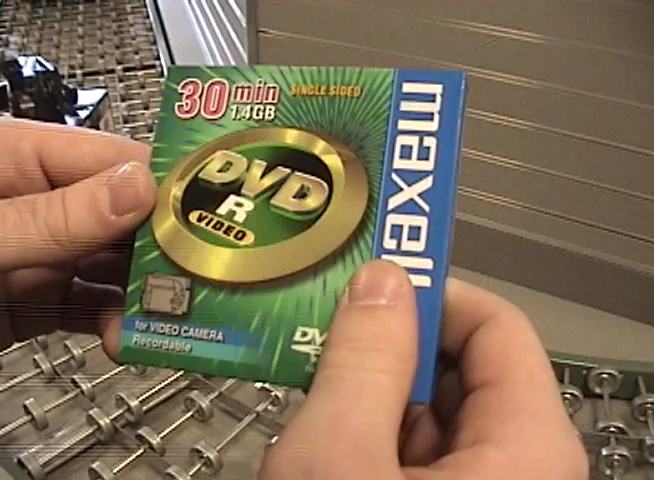 30 min
1.4GB
SINGLE SIDED
maxell
DVD
R
VIDEO
for VIDEO CAMERA
Recordable